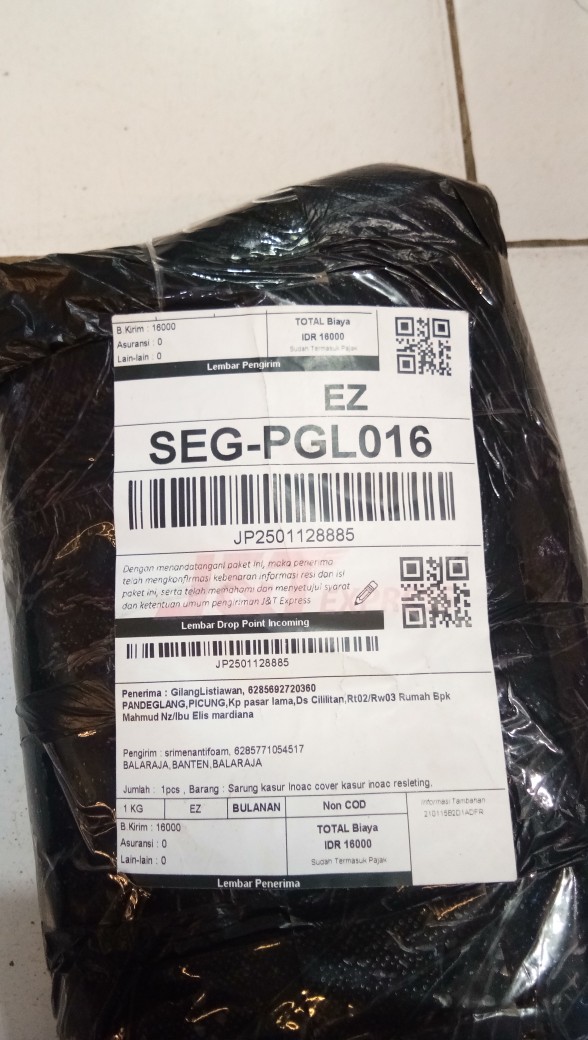 B.Kirim : 16000
Asuransi : 0
Lain-lain : 0
TOTAL Biaya
IDR 16000
Sudah Termasuk Pajak
Lembar Pengirim
EZ
SEG-PGL016
JP2501128885
Dengan menandatangani paket ini, maka penerima
telah mengkonfirmasi kebenaran informasi resi dan isi
paket ini, serta telah memahami dan menyetujui syarat
dan ketentuan umum pengiriman J&T Express
EXPRESS
Lembar Drop Point Incoming
JP2501128885
Penerima : GilangListiawan, 6285692720360
PANDEGLANG,PICUNG,Kp pasar lama,Ds Cililitan,Rt02/Rw03 Rumah Bpk
Mahmud Nz/Ibu Elis mardiana
Pengirim : srimenantifoam, 6285771054517
BALARAJA,BANTEN,BALARAJA
Jumlah : 1pcs , Barang : Sarung kasur Inoac cover kasur inoac resleting.
1 KG EZ BULANAN Non COD
Informasi Tambahan
B.Kirim : 16000
Asuransi : 0
Lain-lain : 0
TOTAL Biaya
IDR 16000
Sudah Termasuk Pajak
Lembar Penerima